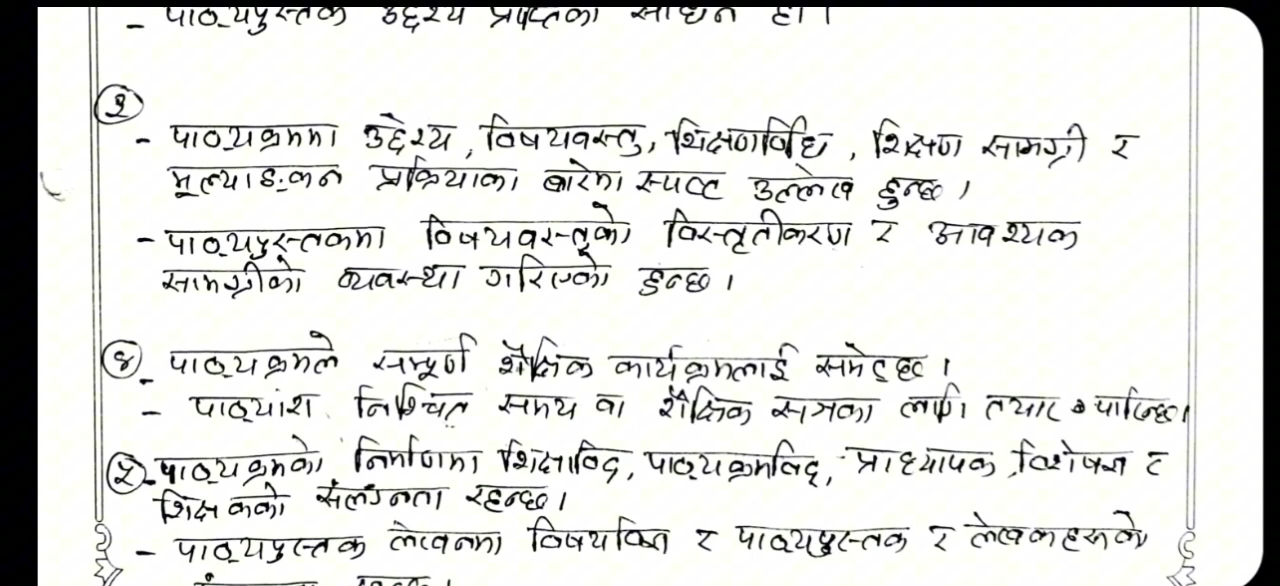 - पाठ्यपुस्तक उद्देश्य प्राप्तिका साधन हो ।
३
- पाठ्यक्रममा उद्देश्य, विषयवस्तु, शिक्षणविधि, शिक्षण सामग्री र
मूल्याङ्कन प्रक्रियाका बारेमा स्पष्ट उल्लेख हुन्छ ।
- पाठ्यपुस्तकमा विषयवस्तुको विस्तृतीकरण र आवश्यक
सामग्रीको व्यवस्था गरिएको हुन्छ ।
४ - पाठ्यक्रमले सम्पूर्ण शैक्षिक कार्यक्रमलाई समेट्छ ।
- पाठ्यांश निश्चित समय वा शैक्षिक सत्रका लागि तयार पारिन्छ ।
५ - पाठ्यक्रमको निर्माणमा शिक्षाविद, पाठ्यक्रमविद्, प्राध्यापक, विशेषज्ञ र
शिक्षकको संलग्नता रहन्छ ।
- पाठ्यपुस्तक लेखनमा र पाठ्यपुस्तक र लेखकहरुको